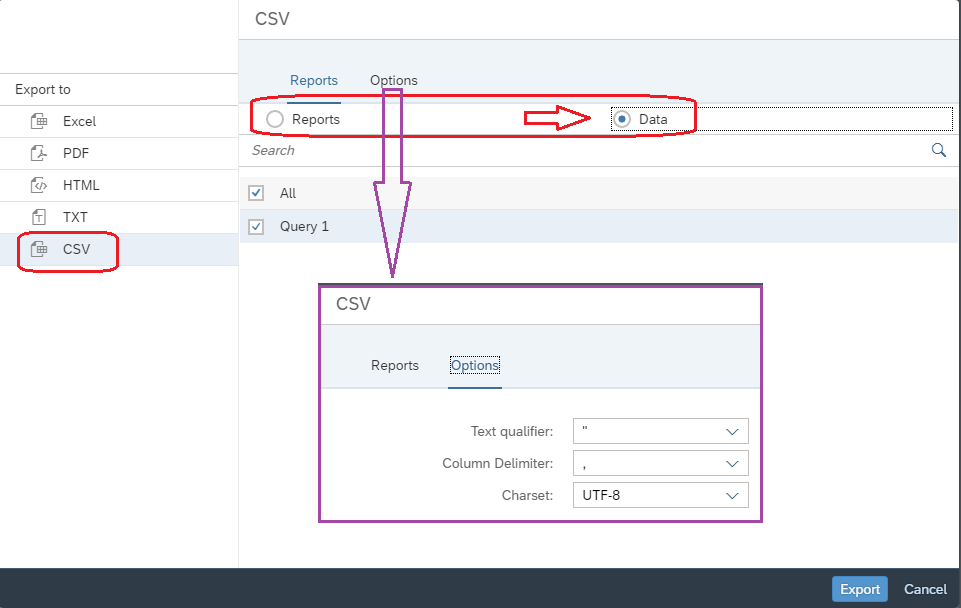 CSV
Reports Options
Export to
Excel
PDF
HTML
TXT
CSV
Reports Data
Search
All
Query 1
CSV
Reports Options
Text qualifier: "
Column Delimiter: ,
Charset: UTF-8
Export Cancel